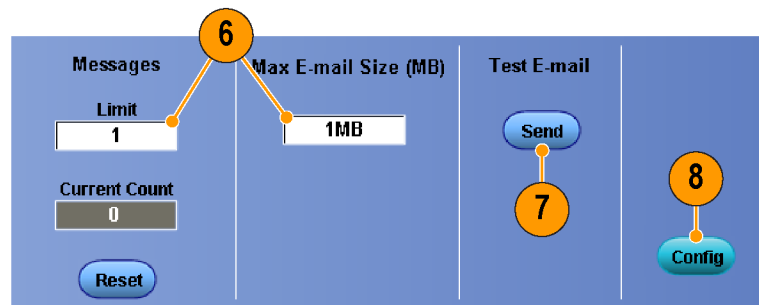 6
Messages
Max E-mail Size (MB)
Test E-mail
Limit
1
1MB
Send
Current Count
0
7
8
Reset
Config